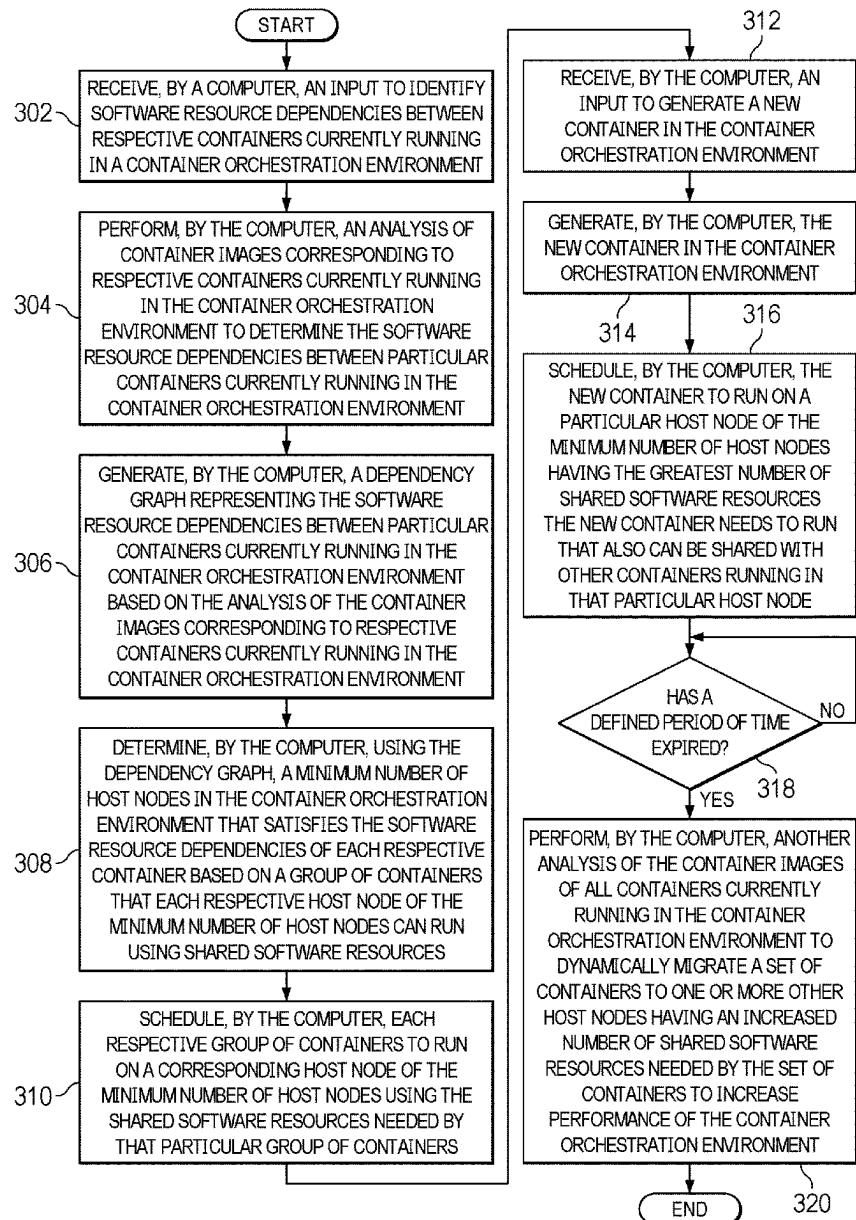 START
302
RECEIVE, BY A COMPUTER, AN INPUT TO IDENTIFY
SOFTWARE RESOURCE DEPENDENCIES BETWEEN
RESPECTIVE CONTAINERS CURRENTLY RUNNING
IN A CONTAINER ORCHESTRATION ENVIRONMENT
304
PERFORM, BY THE COMPUTER, AN ANALYSIS OF
CONTAINER IMAGES CORRESPONDING TO
RESPECTIVE CONTAINERS CURRENTLY RUNNING
IN THE CONTAINER ORCHESTRATION
ENVIRONMENT TO DETERMINE THE SOFTWARE
RESOURCE DEPENDENCIES BETWEEN PARTICULAR
CONTAINERS CURRENTLY RUNNING IN THE
CONTAINER ORCHESTRATION ENVIRONMENT
306
GENERATE, BY THE COMPUTER, A DEPENDENCY
GRAPH REPRESENTING THE SOFTWARE
RESOURCE DEPENDENCIES BETWEEN PARTICULAR
CONTAINERS CURRENTLY RUNNING IN THE
CONTAINER ORCHESTRATION ENVIRONMENT
BASED ON THE ANALYSIS OF THE CONTAINER
IMAGES CORRESPONDING TO RESPECTIVE
CONTAINERS CURRENTLY RUNNING IN THE
CONTAINER ORCHESTRATION ENVIRONMENT
308
DETERMINE, BY THE COMPUTER, USING THE
DEPENDENCY GRAPH, A MINIMUM NUMBER OF
HOST NODES IN THE CONTAINER ORCHESTRATION
ENVIRONMENT THAT SATISFIES THE SOFTWARE
RESOURCE DEPENDENCIES OF EACH RESPECTIVE
CONTAINER BASED ON A GROUP OF CONTAINERS
THAT EACH RESPECTIVE HOST NODE OF THE
MINIMUM NUMBER OF HOST NODES CAN RUN
USING SHARED SOFTWARE RESOURCES
310
SCHEDULE, BY THE COMPUTER, EACH
RESPECTIVE GROUP OF CONTAINERS TO RUN
ON A CORRESPONDING HOST NODE OF THE
MINIMUM NUMBER OF HOST NODES USING THE
SHARED SOFTWARE RESOURCES NEEDED BY
THAT PARTICULAR GROUP OF CONTAINERS
312
RECEIVE, BY THE COMPUTER, AN
INPUT TO GENERATE A NEW
CONTAINER IN THE CONTAINER
ORCHESTRATION ENVIRONMENT
GENERATE, BY THE COMPUTER, THE
NEW CONTAINER IN THE CONTAINER
ORCHESTRATION ENVIRONMENT
314
316
SCHEDULE, BY THE COMPUTER, THE
NEW CONTAINER TO RUN ON A
PARTICULAR HOST NODE OF THE
MINIMUM NUMBER OF HOST NODES
HAVING THE GREATEST NUMBER OF
SHARED SOFTWARE RESOURCES
THE NEW CONTAINER NEEDS TO RUN
THAT ALSO CAN BE SHARED WITH
OTHER CONTAINERS RUNNING IN
THAT PARTICULAR HOST NODE
HAS A
DEFINED PERIOD OF TIME
EXPIRED?
NO
318
YES
PERFORM, BY THE COMPUTER, ANOTHER
ANALYSIS OF THE CONTAINER IMAGES
OF ALL CONTAINERS CURRENTLY
RUNNING IN THE CONTAINER
ORCHESTRATION ENVIRONMENT TO
DYNAMICALLY MIGRATE A SET OF
CONTAINERS TO ONE OR MORE OTHER
HOST NODES HAVING AN INCREASED
NUMBER OF SHARED SOFTWARE
RESOURCES NEEDED BY THE SET OF
CONTAINERS TO INCREASE
PERFORMANCE OF THE CONTAINER
ORCHESTRATION ENVIRONMENT
320
END